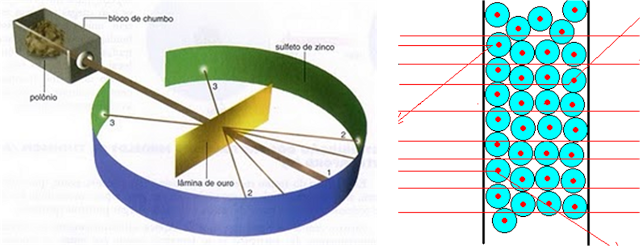 bloco de chumbo
sulfeto de zinco
polônio
3
3
2
1
lâmina de ouro
2